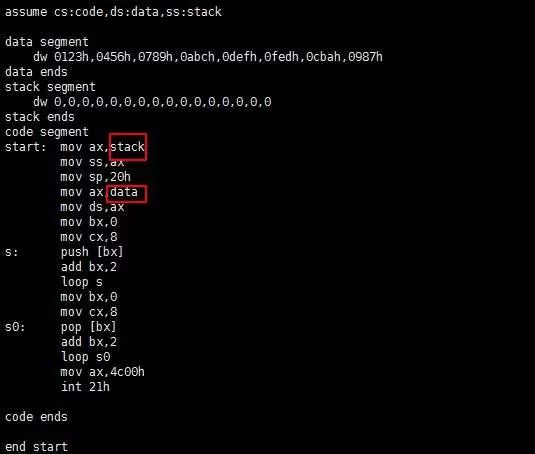 assume cs:code,ds:data,ss:stack
data segment
dw 0123h,0456h,0789h,0abch,0defh,0fedh,0cbah,0987h
data ends
stack segment
dw 0,0,0,0,0,0,0,0,0,0,0,0,0,0,0,0
stack ends
code segment
start: mov ax,stack
mov ss,ax
mov sp,20h
mov ax,data
mov ds,ax
mov bx,0
mov cx,8
s: push [bx]
add bx,2
loop s
mov bx,0
mov cx,8
s0: pop [bx]
add bx,2
loop s0
mov ax,4c00h
int 21h
code ends
end start